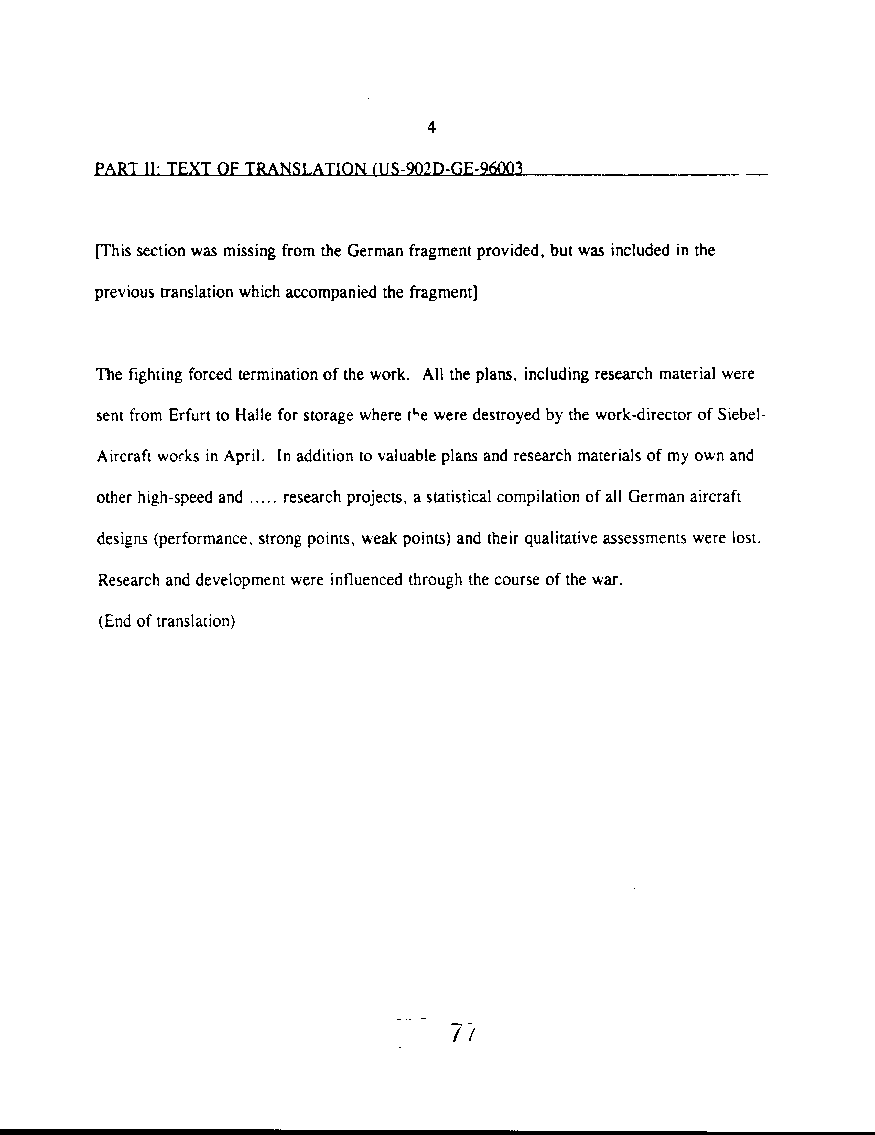 4
PART II: TEXT OF TRANSLATION (US-902D-GE-96003
[This section was missing from the German fragment provided, but was included in the
previous translation which accompanied the fragment]
The fighting forced termination of the work. All the plans, including research material were
sent from Erfurt to Halle for storage where the were destroyed by the work-director of Siebel-
Aircraft works in April. In addition to valuable plans and research materials of my own and
other high-speed and ..... research projects, a statistical compilation of all German aircraft
designs (performance, strong points, weak points) and their qualitative assessments were lost.
Research and development were influenced through the course of the war.
(End of translation)
77